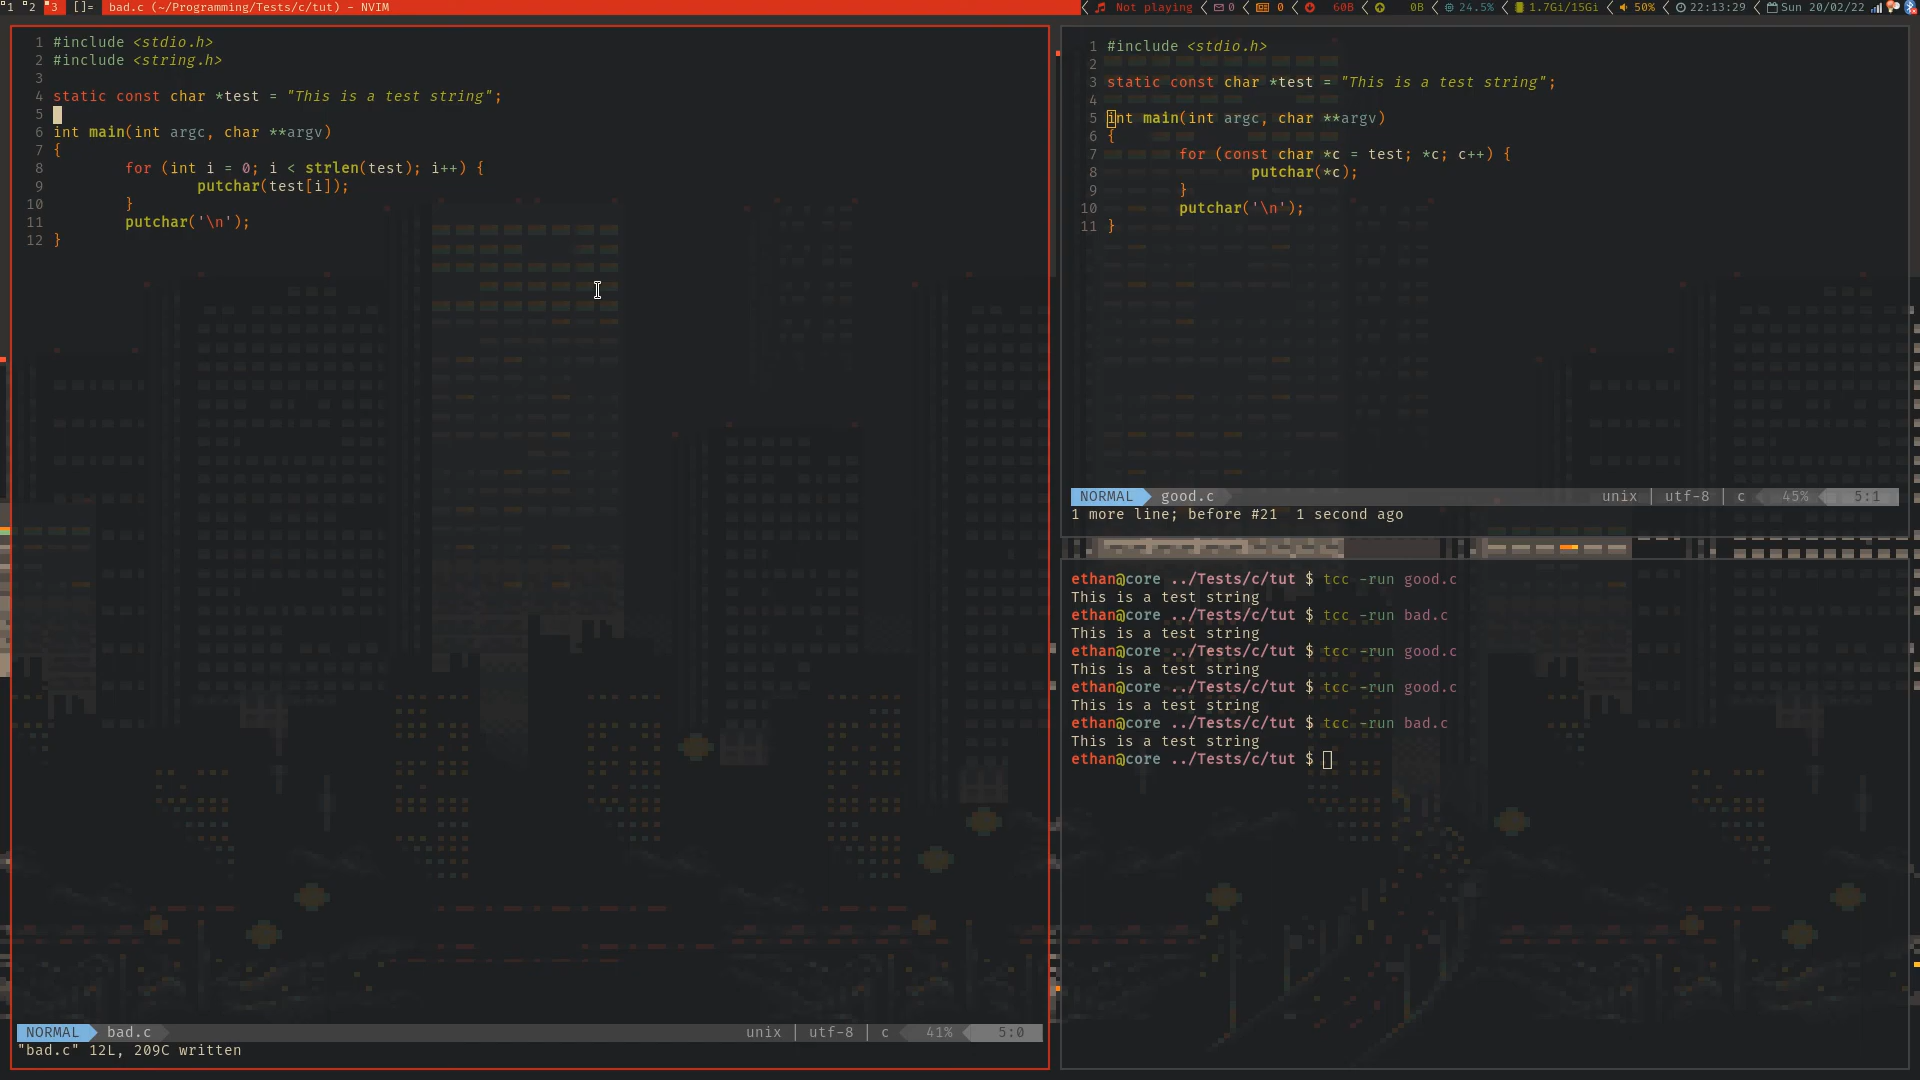 1 2 3 []= bad.c (~/Programming/Tests/c/tut) - NVIM
Not playing 0 0 60B 0B 24.5% 1.7Gi/15Gi 50% 22:13:29 Sun 20/02/22
1 #include <stdio.h>
2 #include <string.h>
3
4 static const char *test = "This is a test string";
5
6 int main(int argc, char **argv)
7 {
8 for (int i = 0; i < strlen(test); i++) {
9 putchar(test[i]);
10 }
11 putchar('\n');
12 }
NORMAL bad.c unix | utf-8 | c 41% 5:0
"bad.c" 12L, 209C written
1 #include <stdio.h>
2
3 static const char *test = "This is a test string";
4
5 int main(int argc, char **argv)
6 {
7 for (const char *c = test; *c; c++) {
8 putchar(*c);
9 }
10 putchar('\n');
11 }
NORMAL good.c unix | utf-8 | c 45% 5:1
1 more line; before #21 1 second ago
ethan@core ../Tests/c/tut $ tcc -run good.c
This is a test string
ethan@core ../Tests/c/tut $ tcc -run bad.c
This is a test string
ethan@core ../Tests/c/tut $ tcc -run good.c
This is a test string
ethan@core ../Tests/c/tut $ tcc -run good.c
This is a test string
ethan@core ../Tests/c/tut $ tcc -run bad.c
This is a test string
ethan@core ../Tests/c/tut $